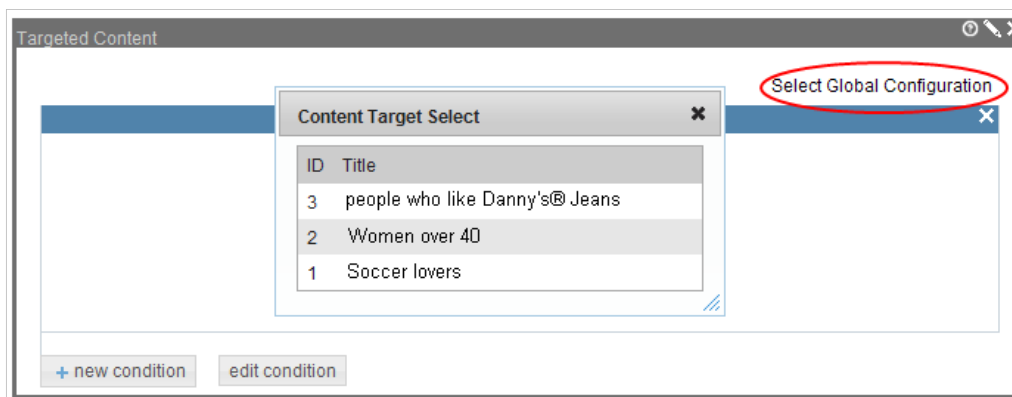 Targeted Content
Select Global Configuration
Content Target Select
ID Title
3 people who like Danny's® Jeans
2 Women over 40
1 Soccer lovers
+ new condition
edit condition